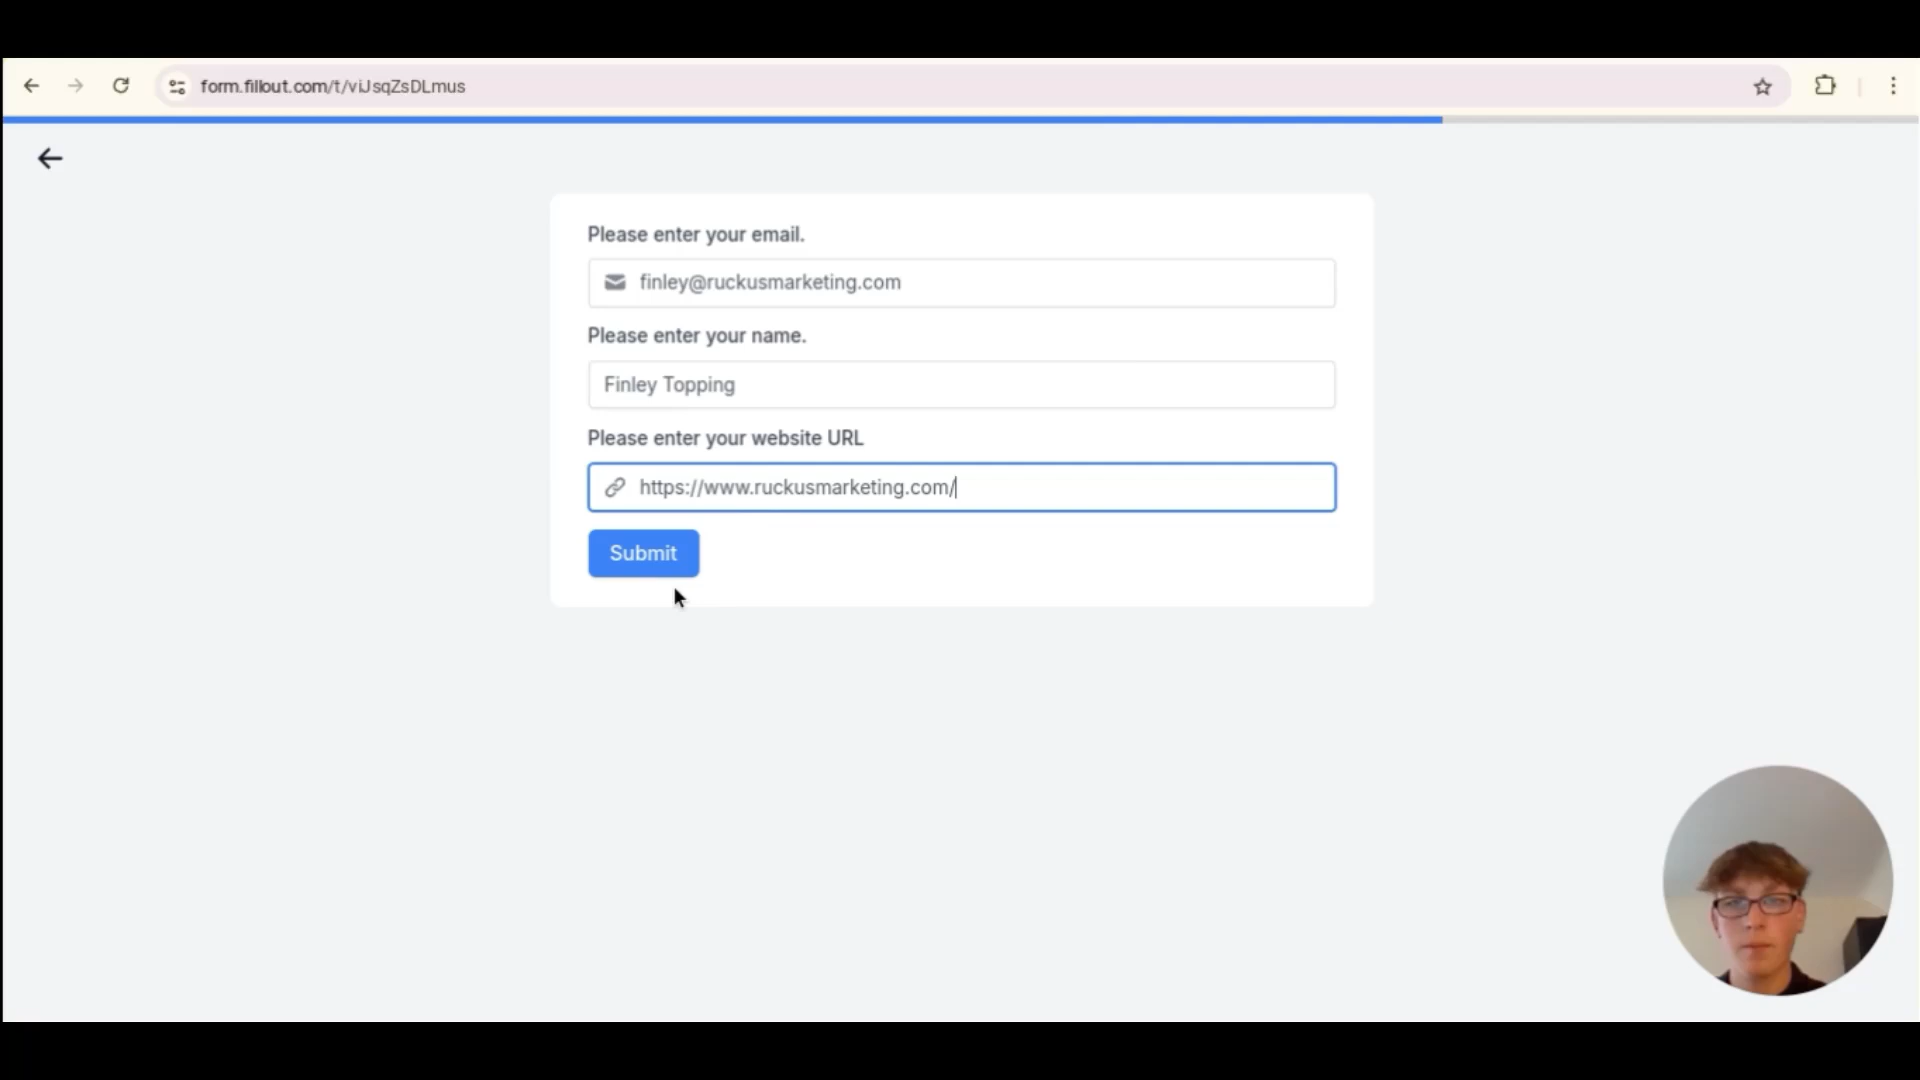 form.fillout.com/t/viJsqZsDLmus
Please enter your email.
finley@ruckusmarketing.com
Please enter your name.
Finley Topping
Please enter your website URL
https://www.ruckusmarketing.com/
Submit